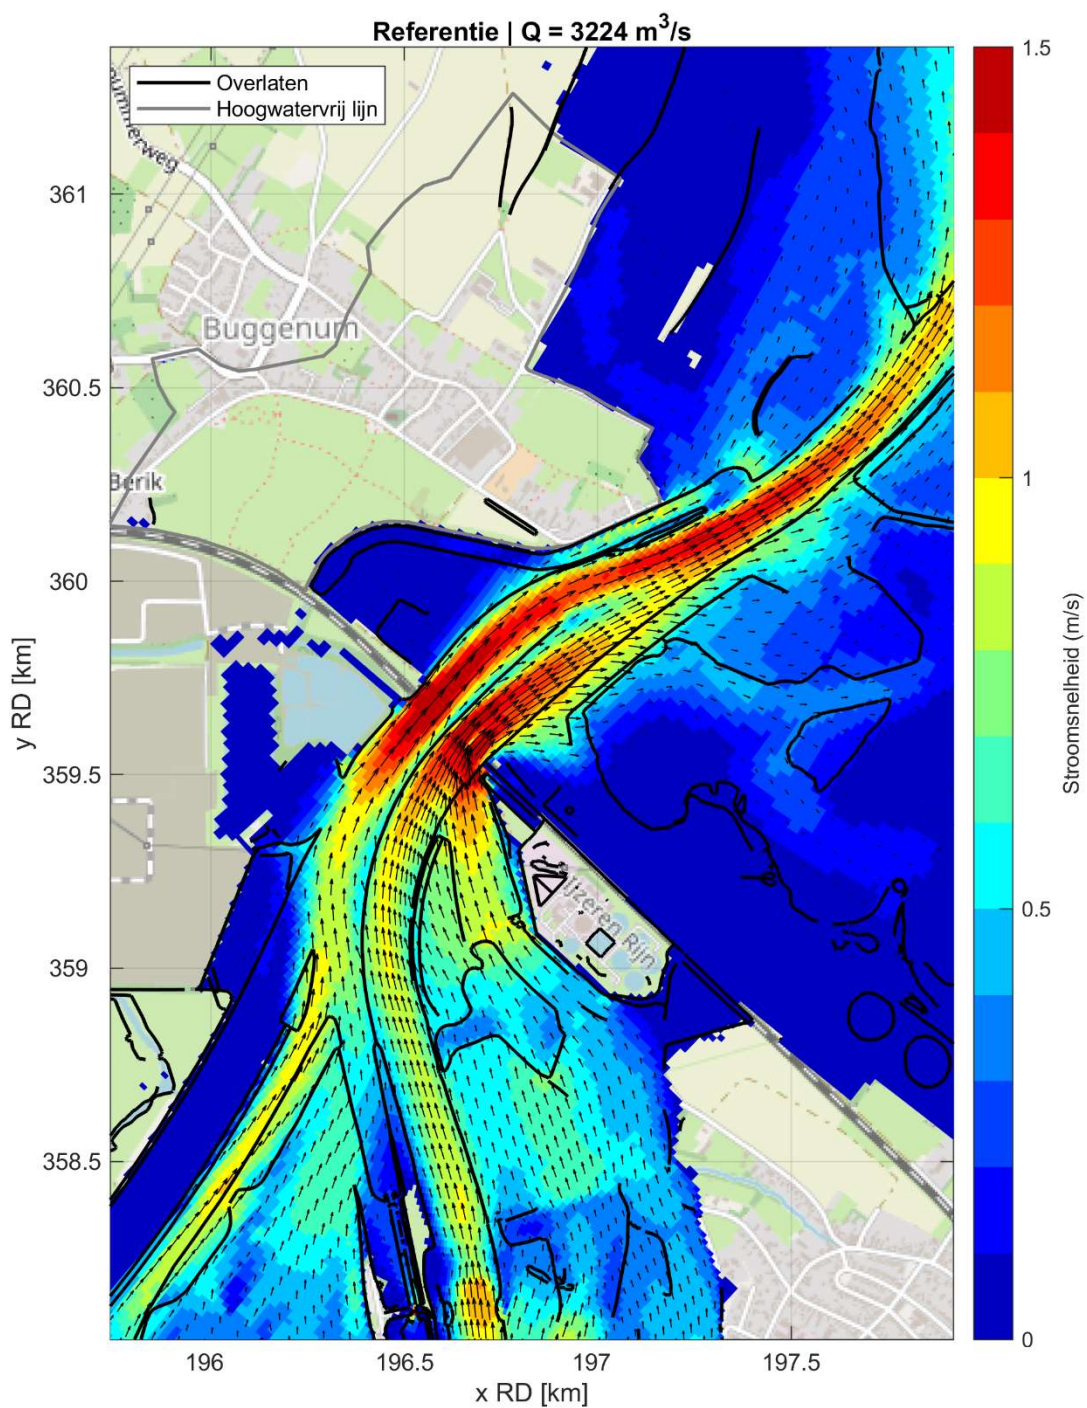 Referentie | Q = 3224 m³/s
Overlaten
Hoogwatervrij lijn
Buggenum
Berik
IJzeren Rijn
361
360.5
360
359.5
359
358.5
196
196.5
197
197.5
x RD [km]
y RD [km]
1.5
1
0.5
0
Stroomsnelheid (m/s)